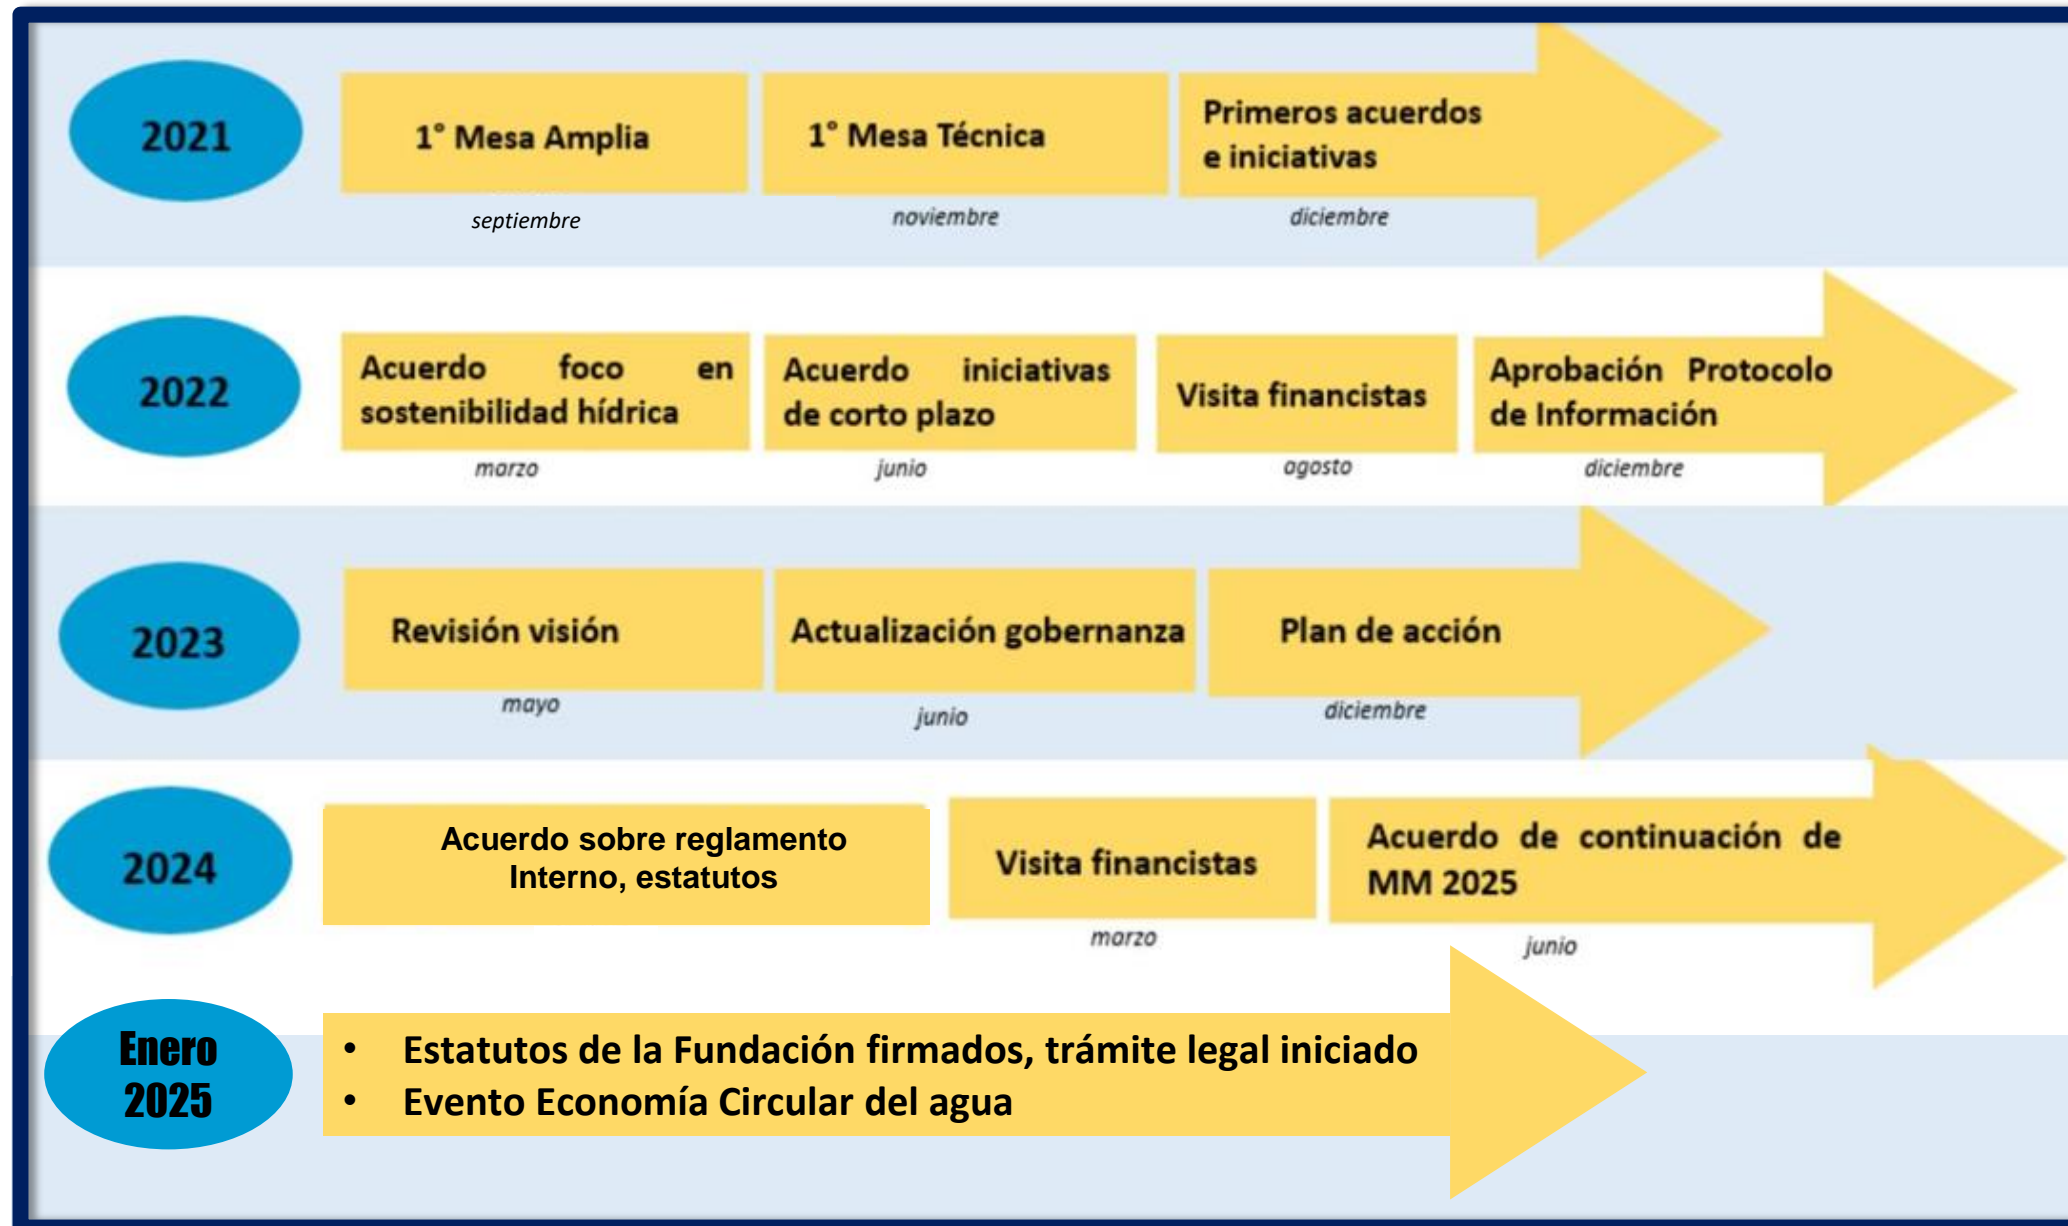 2021
1° Mesa Amplia
septiembre
1° Mesa Técnica
noviembre
Primeros acuerdos
e iniciativas
diciembre
2022
Acuerdo foco en
sostenibilidad hídrica
marzo
Acuerdo iniciativas
de corto plazo
junio
Visita financistas
agosto
Aprobación Protocolo
de Información
diciembre
2023
Revisión visión
mayo
Actualización gobernanza
junio
Plan de acción
diciembre
2024
Acuerdo sobre reglamento
Interno, estatutos
Visita financistas
marzo
Acuerdo de continuación de
MM 2025
junio
Enero
2025
• Estatutos de la Fundación firmados, trámite legal iniciado
• Evento Economía Circular del agua